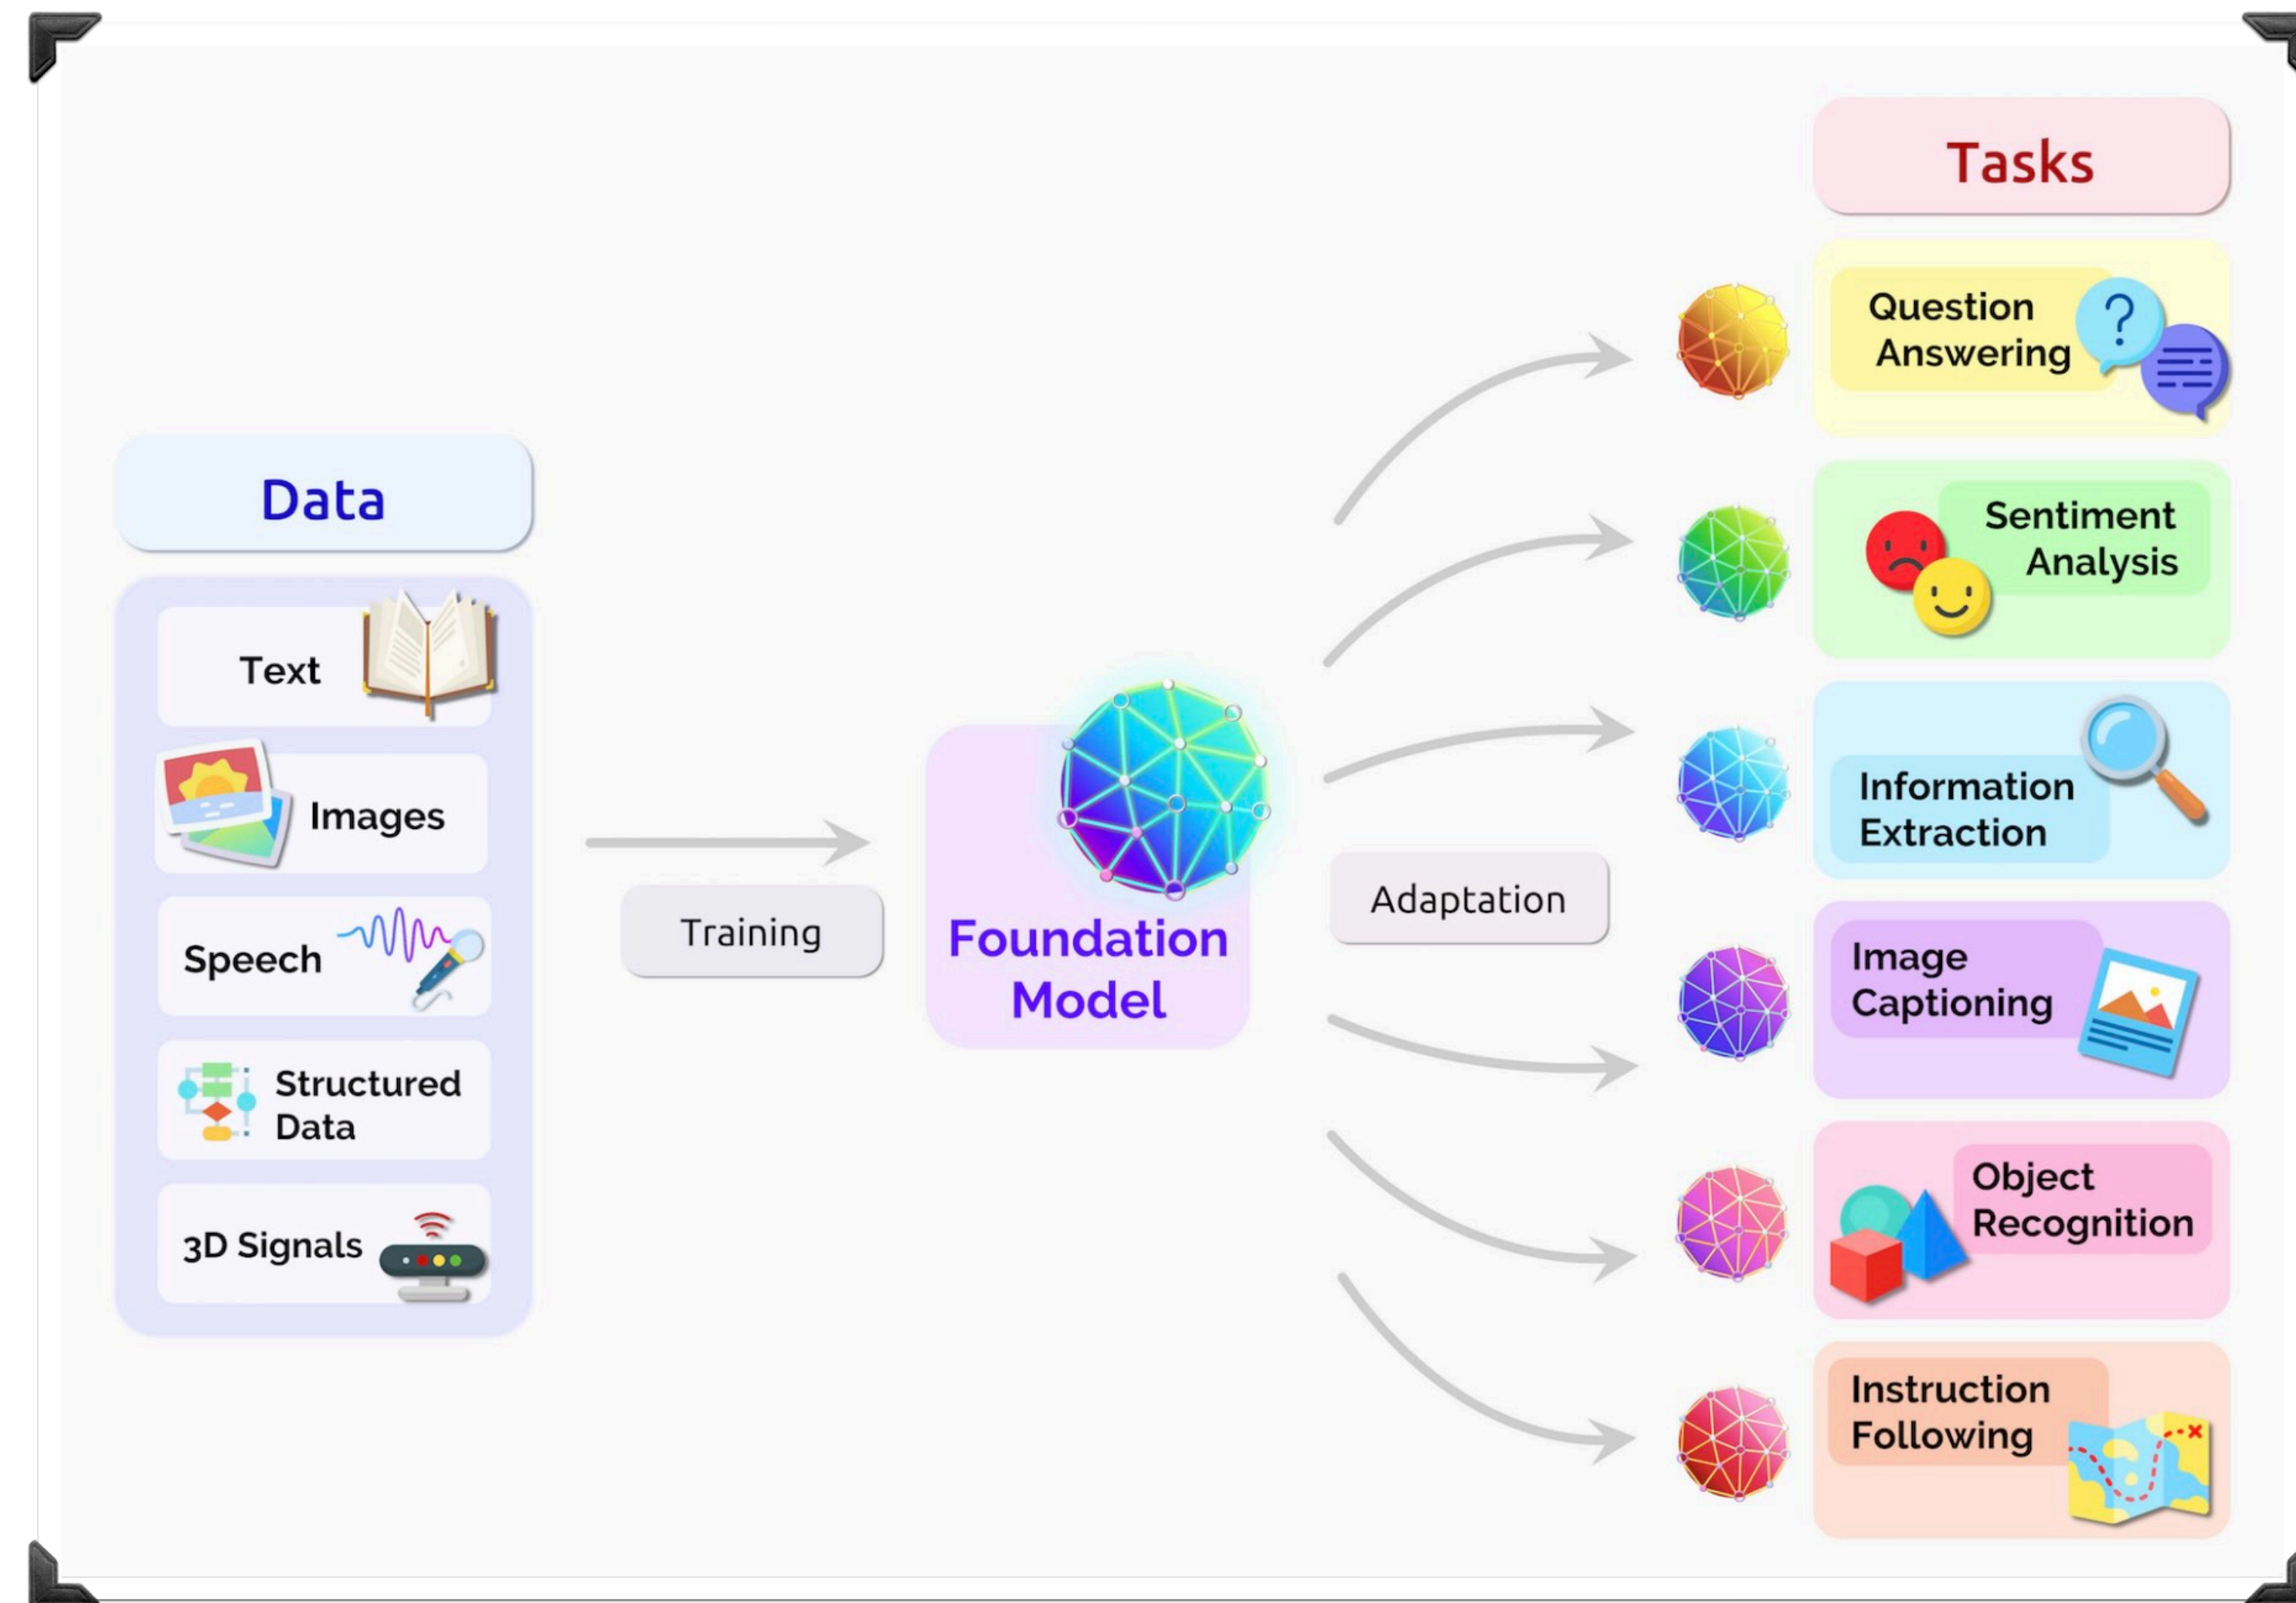 Data
Text
Images
Speech
Structured
Data
3D Signals
Training
Foundation
Model
Adaptation
Tasks
Question
Answering
?
Sentiment
Analysis
Information
Extraction
Image
Captioning
Object
Recognition
Instruction
Following